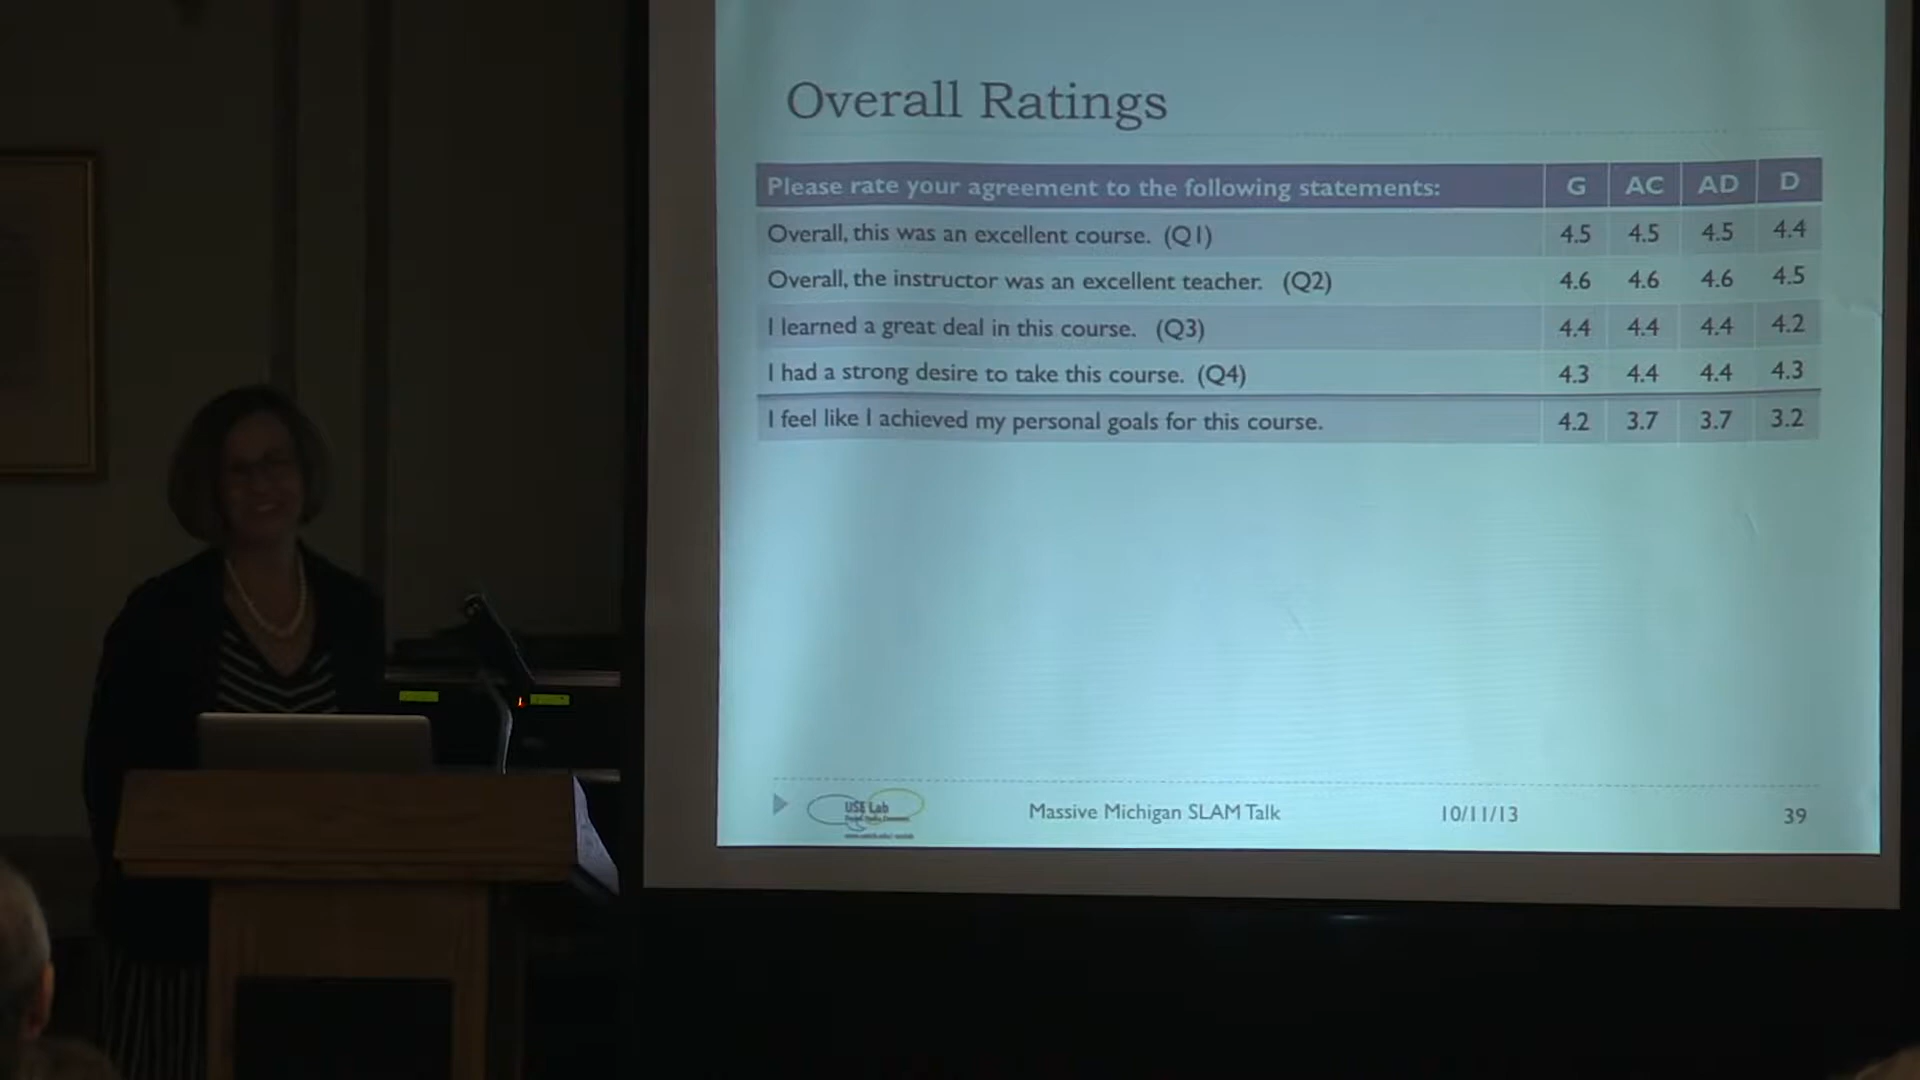 Overall Ratings
Please rate your agreement to the following statements: G AC AD D
Overall, this was an excellent course. (Q1) 4.5 4.5 4.5 4.4
Overall, the instructor was an excellent teacher. (Q2) 4.6 4.6 4.6 4.5
I learned a great deal in this course. (Q3) 4.4 4.4 4.4 4.2
I had a strong desire to take this course. (Q4) 4.3 4.4 4.4 4.3
I feel like I achieved my personal goals for this course. 4.2 3.7 3.7 3.2
USE Lab
Massive Michigan SLAM Talk 10/11/13 39